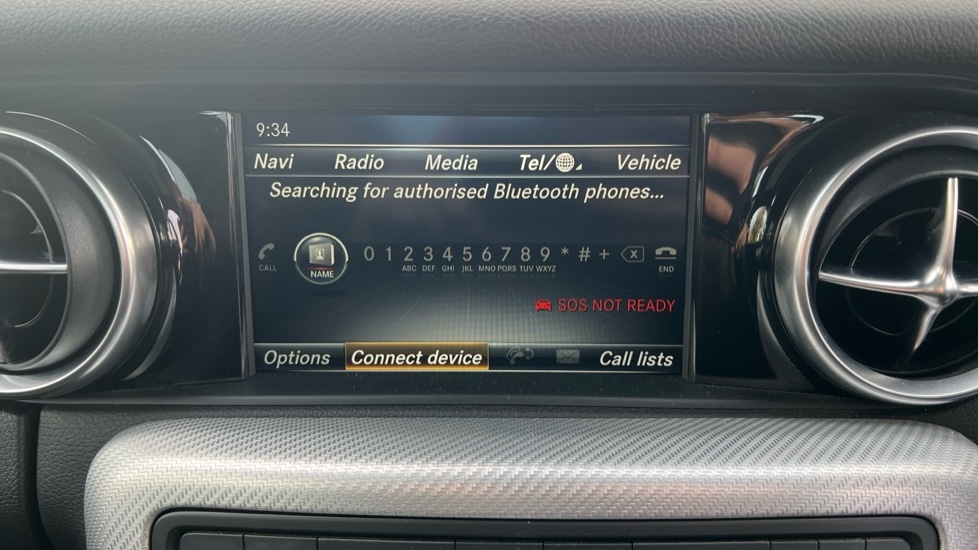 9:34
Navi Radio Media Tel/ Vehicle
Searching for authorised Bluetooth phones...
0 1 2 3 4 5 6 7 8 9 * # +
CALL NAME ABC DEF GHI JKL MNO PQRS TUV WXYZ END
SOS NOT READY
Options Connect device Call lists